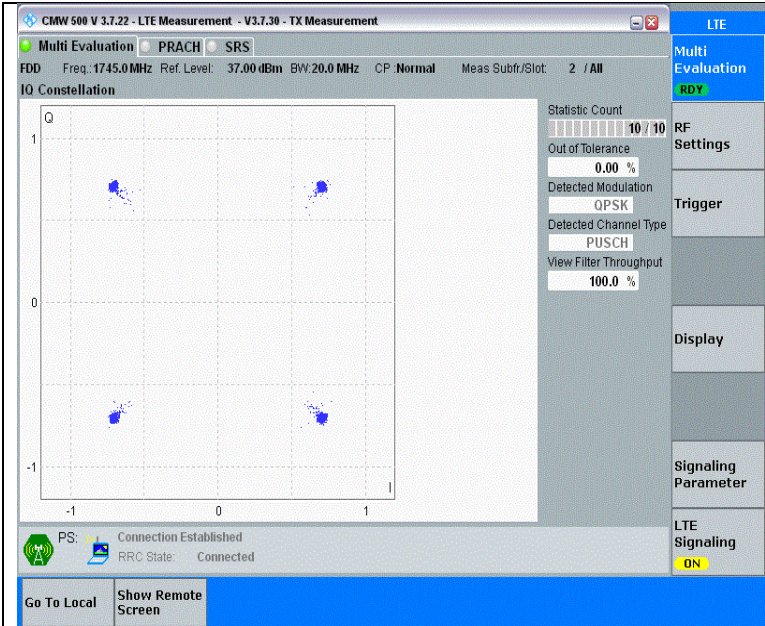 CMW 500 V 3.7.22 - LTE Measurement - V3.7.30 - TX Measurement
LTE
Multi Evaluation PRACH SRS
Multi
Evaluation
RDY
FDD Freq.:1745.0 MHz Ref. Level: 37.00 dBm BW:20.0 MHz CP :Normal Meas Subfr./Slot: 2 / All
IQ Constellation
Q
1
0
-1
-1 0 1
I
Statistic Count
10 / 10
Out of Tolerance
0.00 %
Detected Modulation
QPSK
Detected Channel Type
PUSCH
View Filter Throughput
100.0 %
RF
Settings
Trigger
Display
Signaling
Parameter
LTE
Signaling
ON
PS: Connection Established
RRC State: Connected
Go To Local
Show Remote
Screen